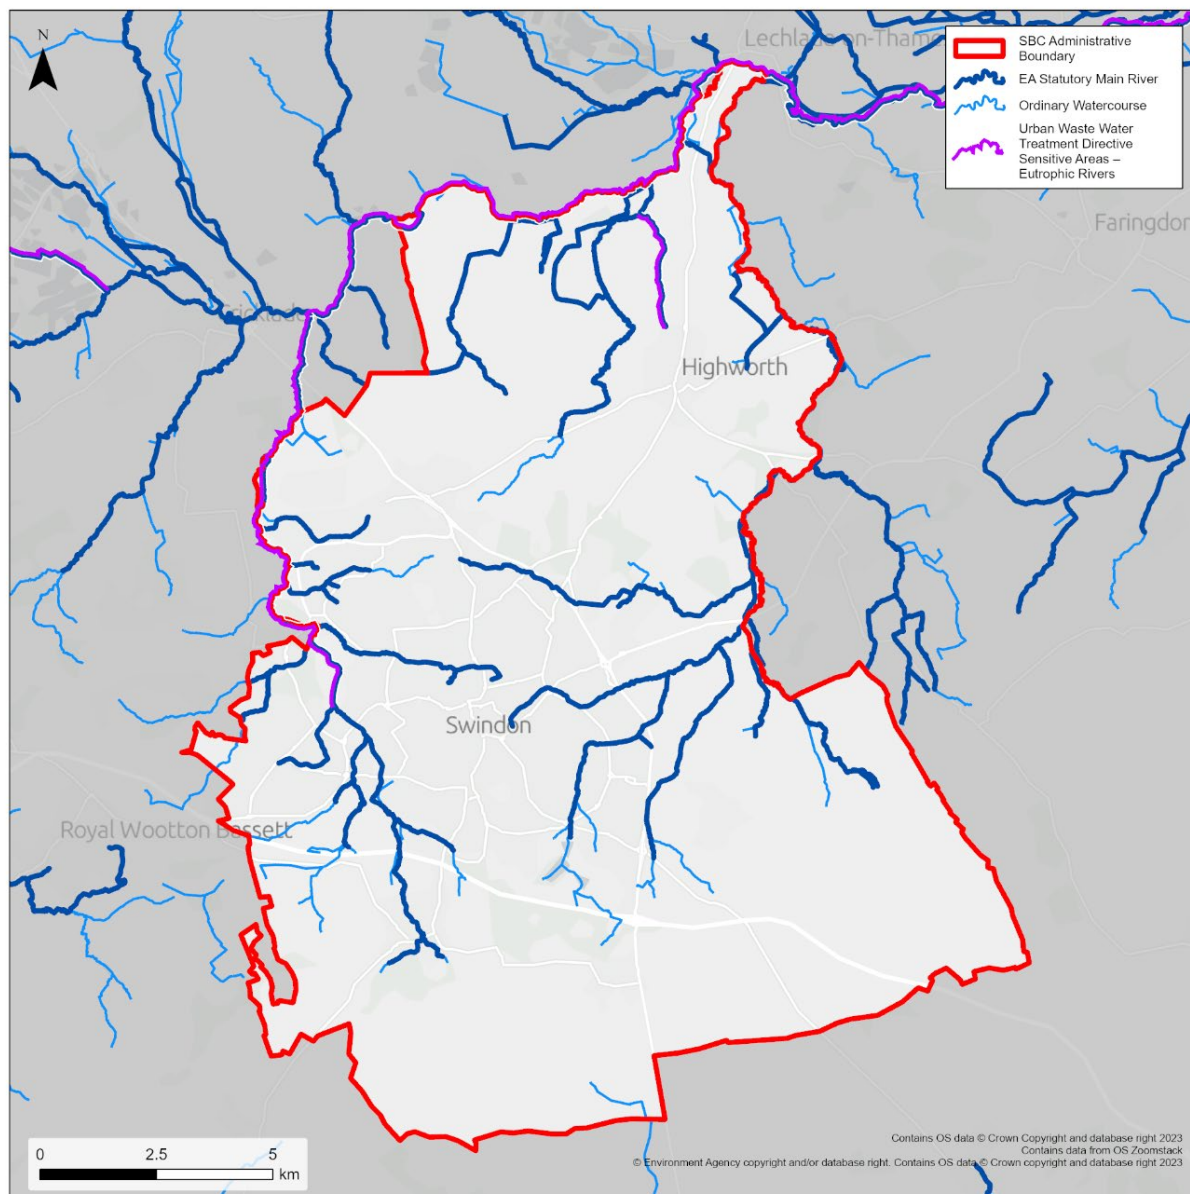 N
Lechlade-on-Thame
SBC Administrative
Boundary
EA Statutory Main River
Ordinary Watercourse
Urban Waste Water
Treatment Directive
Sensitive Areas –
Eutrophic Rivers
Faringdon
Cricklade
Highworth
Swindon
Royal Wootton Bassett
0 2.5 5
km
Contains OS data © Crown Copyright and database right 2023
Contains data from OS Zoomstack
© Environment Agency copyright and/or database right. Contains OS data © Crown copyright and database right 2023